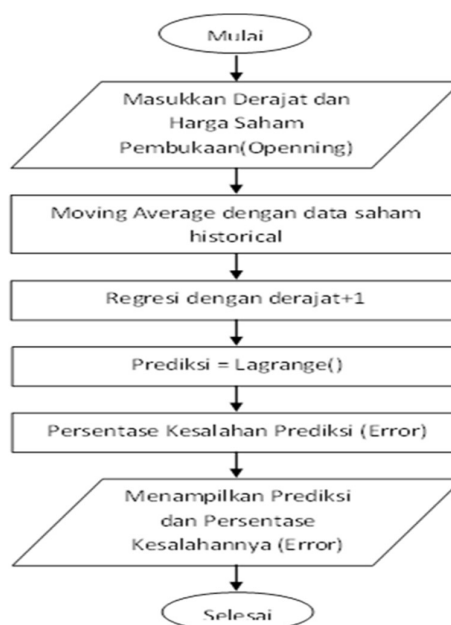 Mulai
Masukkan Derajat dan
Harga Saham
Pembukaan(Openning)
Moving Average dengan data saham
historical
Regresi dengan derajat+1
Prediksi = Lagrange()
Persentase Kesalahan Prediksi (Error)
Menampilkan Prediksi
dan Persentase
Kesalahannya (Error)
Selesai